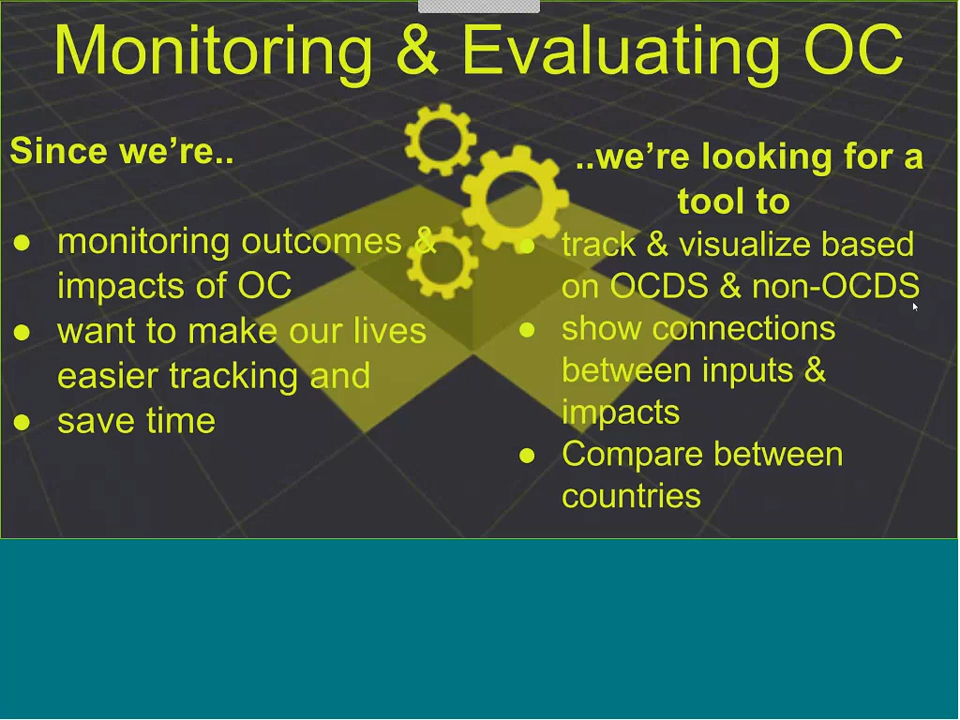 Monitoring & Evaluating OC
Since we're..
● monitoring outcomes &
impacts of OC
● want to make our lives
easier tracking and
● save time
..we're looking for a
tool to
● track & visualize based
on OCDS & non-OCDS
● show connections
between inputs &
impacts
● Compare between
countries